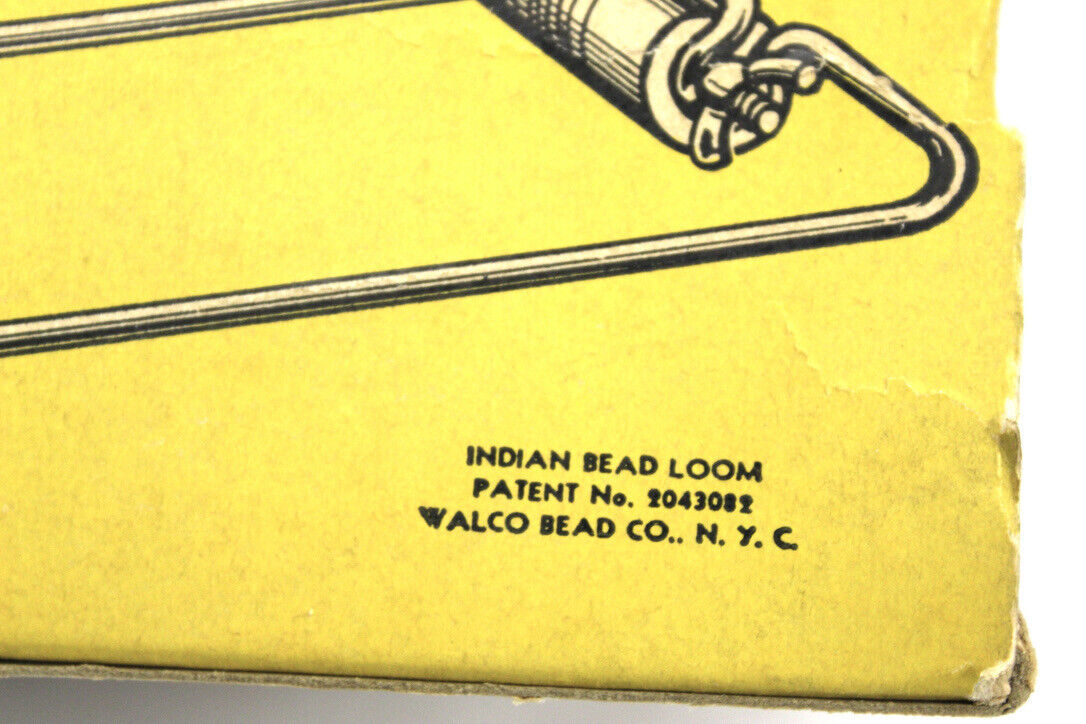 INDIAN BEAD LOOM
PATENT No. 2043082
WALCO BEAD CO., N. Y. C.